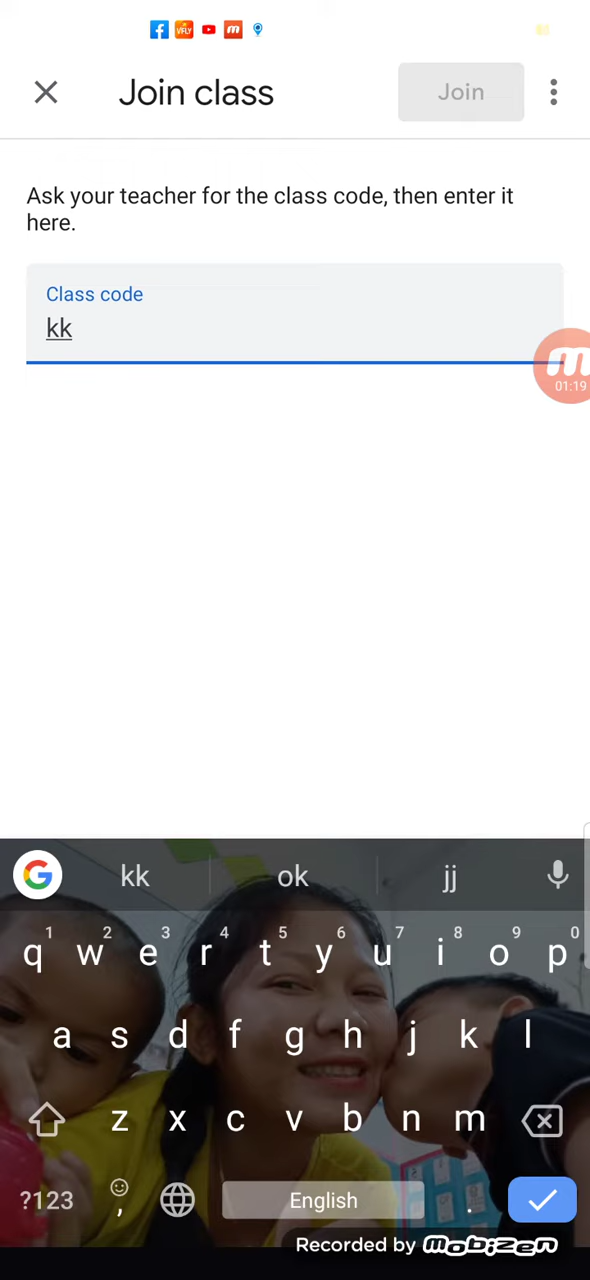 VFLY
Join class
Join
Ask your teacher for the class code, then enter it
here.
Class code
kk
m
01:19
kk ok jj
1 2 3 4 5 6 7 8 9 0
q w e r t y u i o p
a s d f g h j k l
z x c v b n m
?123 , English .
Recorded by mobizen